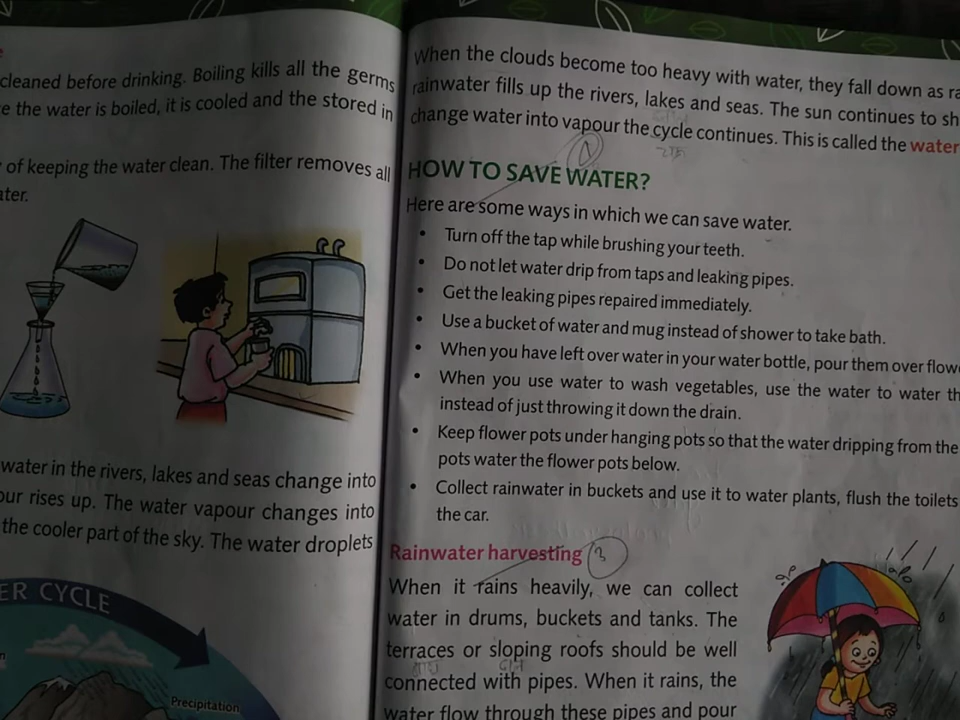 cleaned before drinking. Boiling kills all the germs
the water is boiled, it is cooled and the stored in
of keeping the water clean. The filter removes all
water in the rivers, lakes and seas change into
rises up. The water vapour changes into
the cooler part of the sky. The water droplets
CYCLE
Precipitation
When the clouds become too heavy with water, they fall down as
rainwater fills up the rivers, lakes and seas. The sun continues to
change water into vapour the cycle continues. This is called the water
1
HOW TO SAVE WATER?
Here are some ways in which we can save water.
• Turn off the tap while brushing your teeth.
• Do not let water drip from taps and leaking pipes.
• Get the leaking pipes repaired immediately.
• Use a bucket of water and mug instead of shower to take bath.
• When you have left over water in your water bottle, pour them over
• When you use water to wash vegetables, use the water to water
instead of just throwing it down the drain.
• Keep flower pots under hanging pots so that the water dripping from the
pots water the flower pots below.
• Collect rainwater in buckets and use it to water plants, flush the toilets
the car.
Rainwater harvesting 3
When it rains heavily, we can collect
water in drums, buckets and tanks. The
terraces or sloping roofs should be well
connected with pipes. When it rains, the
water flow through these pipes and pour